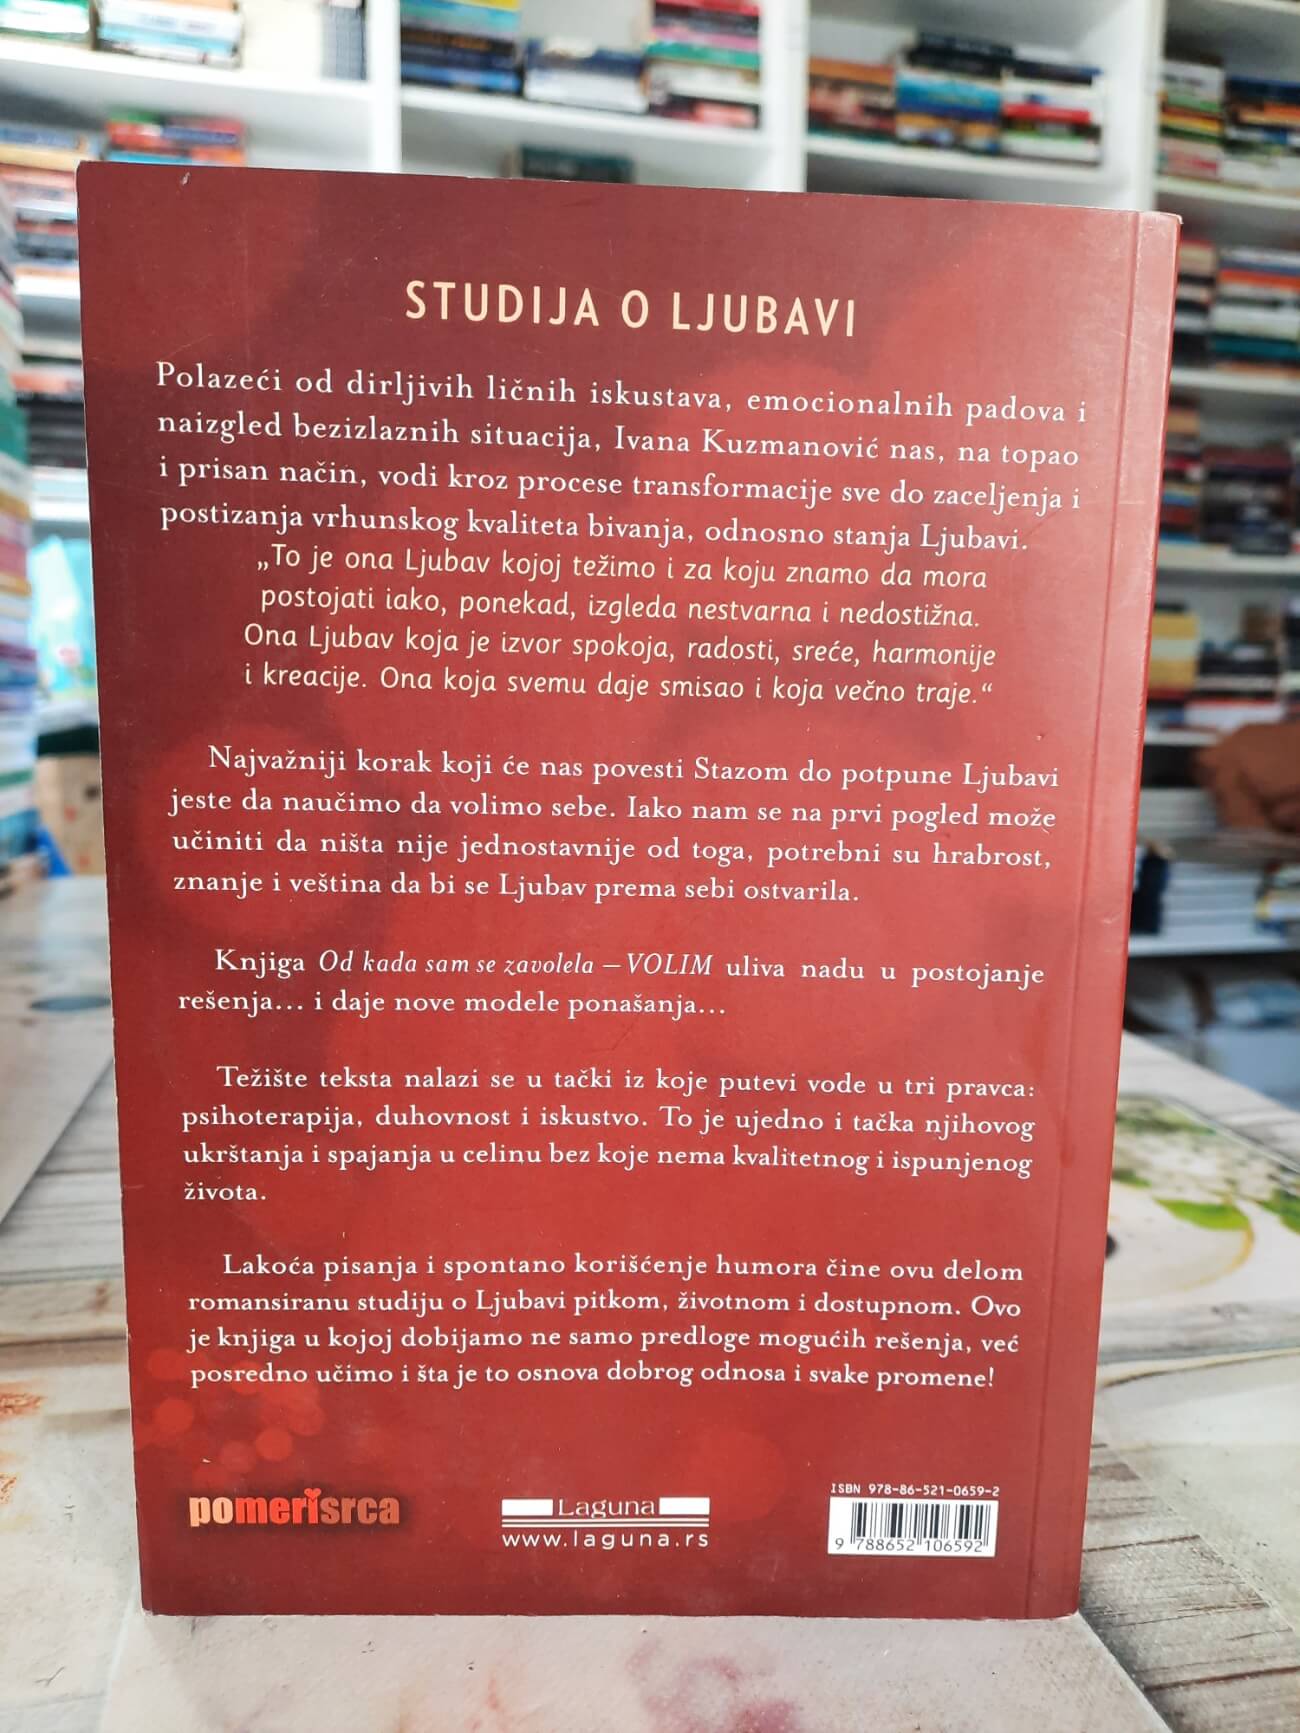 STUDIJA O LJUBAVI
Polazeći od dirljivih ličnih iskustava, emocionalnih padova i
naizgled bezizlaznih situacija, Ivana Kuzmanović nas, na topao
i prisan način, vodi kroz procese transformacije sve do zaceljenja i
postizanja vrhunskog kvaliteta bivanja, odnosno stanja Ljubavi.
„To je ona Ljubav kojoj težimo i za koju znamo da mora
postojati iako, ponekad, izgleda nestvarna i nedostižna.
Ona Ljubav koja je izvor spokoja, radosti, sreće, harmonije
i kreacije. Ona koja svemu daje smisao i koja večno traje.“
Najvažniji korak koji će nas povesti Stazom do potpune Ljubavi
jeste da naučimo da volimo sebe. Iako nam se na prvi pogled može
učiniti da ništa nije jednostavnije od toga, potrebni su hrabrost,
znanje i veština da bi se Ljubav prema sebi ostvarila.
Knjiga Od kada sam se zavolela – VOLIM uliva nadu u postojanje
rešenja... i daje nove modele ponašanja...
Težište teksta nalazi se u tački iz koje putevi vode u tri pravca:
psihoterapija, duhovnost i iskustvo. To je ujedno i tačka njihovog
ukrštanja i spajanja u celinu bez koje nema kvalitetnog i ispunjenog
života.
Lakoća pisanja i spontano korišćenje humora čine ovu delom
romansiranu studiju o Ljubavi pitkom, životnom i dostupnom. Ovo
je knjiga u kojoj dobijamo ne samo predloge mogućih rešenja, već
posredno učimo i šta je to osnova dobrog odnosa i svake promene!
pomerisrca
Laguna
www.laguna.rs
ISBN 978-86-521-0659-2
9 788652 106592